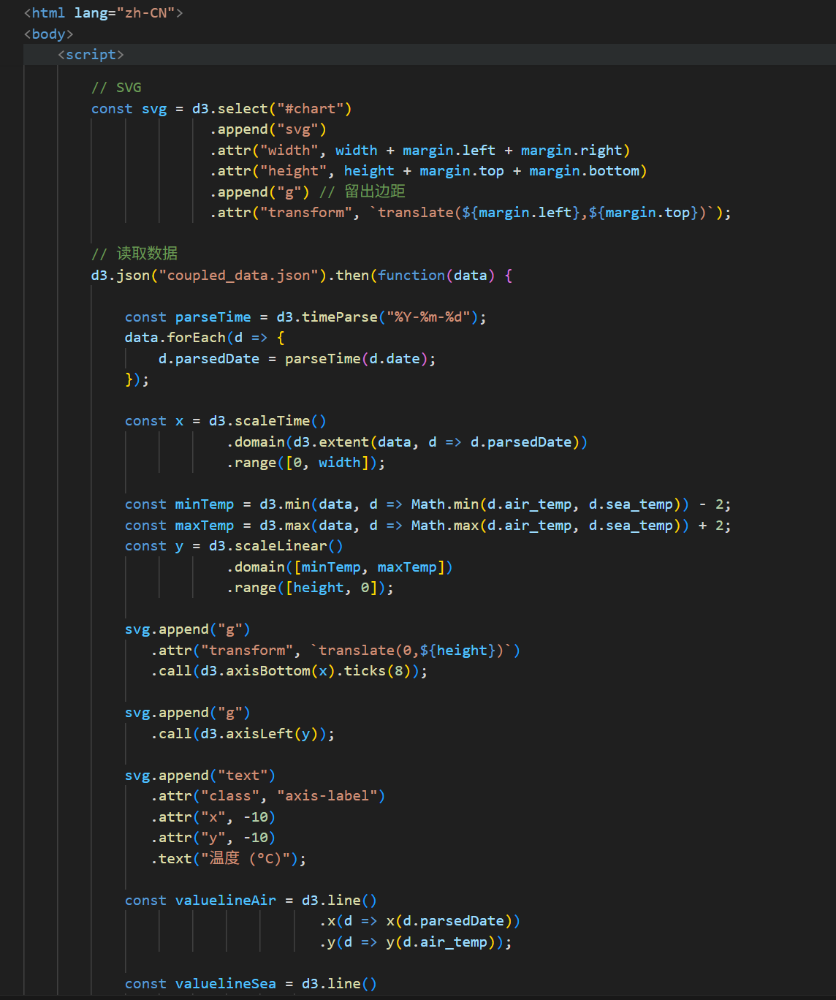 <html lang="zh-CN">
<body>
<script>
// SVG
const svg = d3.select("#chart")
.append("svg")
.attr("width", width + margin.left + margin.right)
.attr("height", height + margin.top + margin.bottom)
.append("g") // 留出边距
.attr("transform", `translate(${margin.left},${margin.top})`);
// 读取数据
d3.json("coupled_data.json").then(function(data) {
const parseTime = d3.timeParse("%Y-%m-%d");
data.forEach(d => {
d.parsedDate = parseTime(d.date);
});
const x = d3.scaleTime()
.domain(d3.extent(data, d => d.parsedDate))
.range([0, width]);
const minTemp = d3.min(data, d => Math.min(d.air_temp, d.sea_temp)) - 2;
const maxTemp = d3.max(data, d => Math.max(d.air_temp, d.sea_temp)) + 2;
const y = d3.scaleLinear()
.domain([minTemp, maxTemp])
.range([height, 0]);
svg.append("g")
.attr("transform", `translate(0,${height})`)
.call(d3.axisBottom(x).ticks(8));
svg.append("g")
.call(d3.axisLeft(y));
svg.append("text")
.attr("class", "axis-label")
.attr("x", -10)
.attr("y", -10)
.text("温度 (°C)");
const valuelineAir = d3.line()
.x(d => x(d.parsedDate))
.y(d => y(d.air_temp));
const valuelineSea = d3.line()